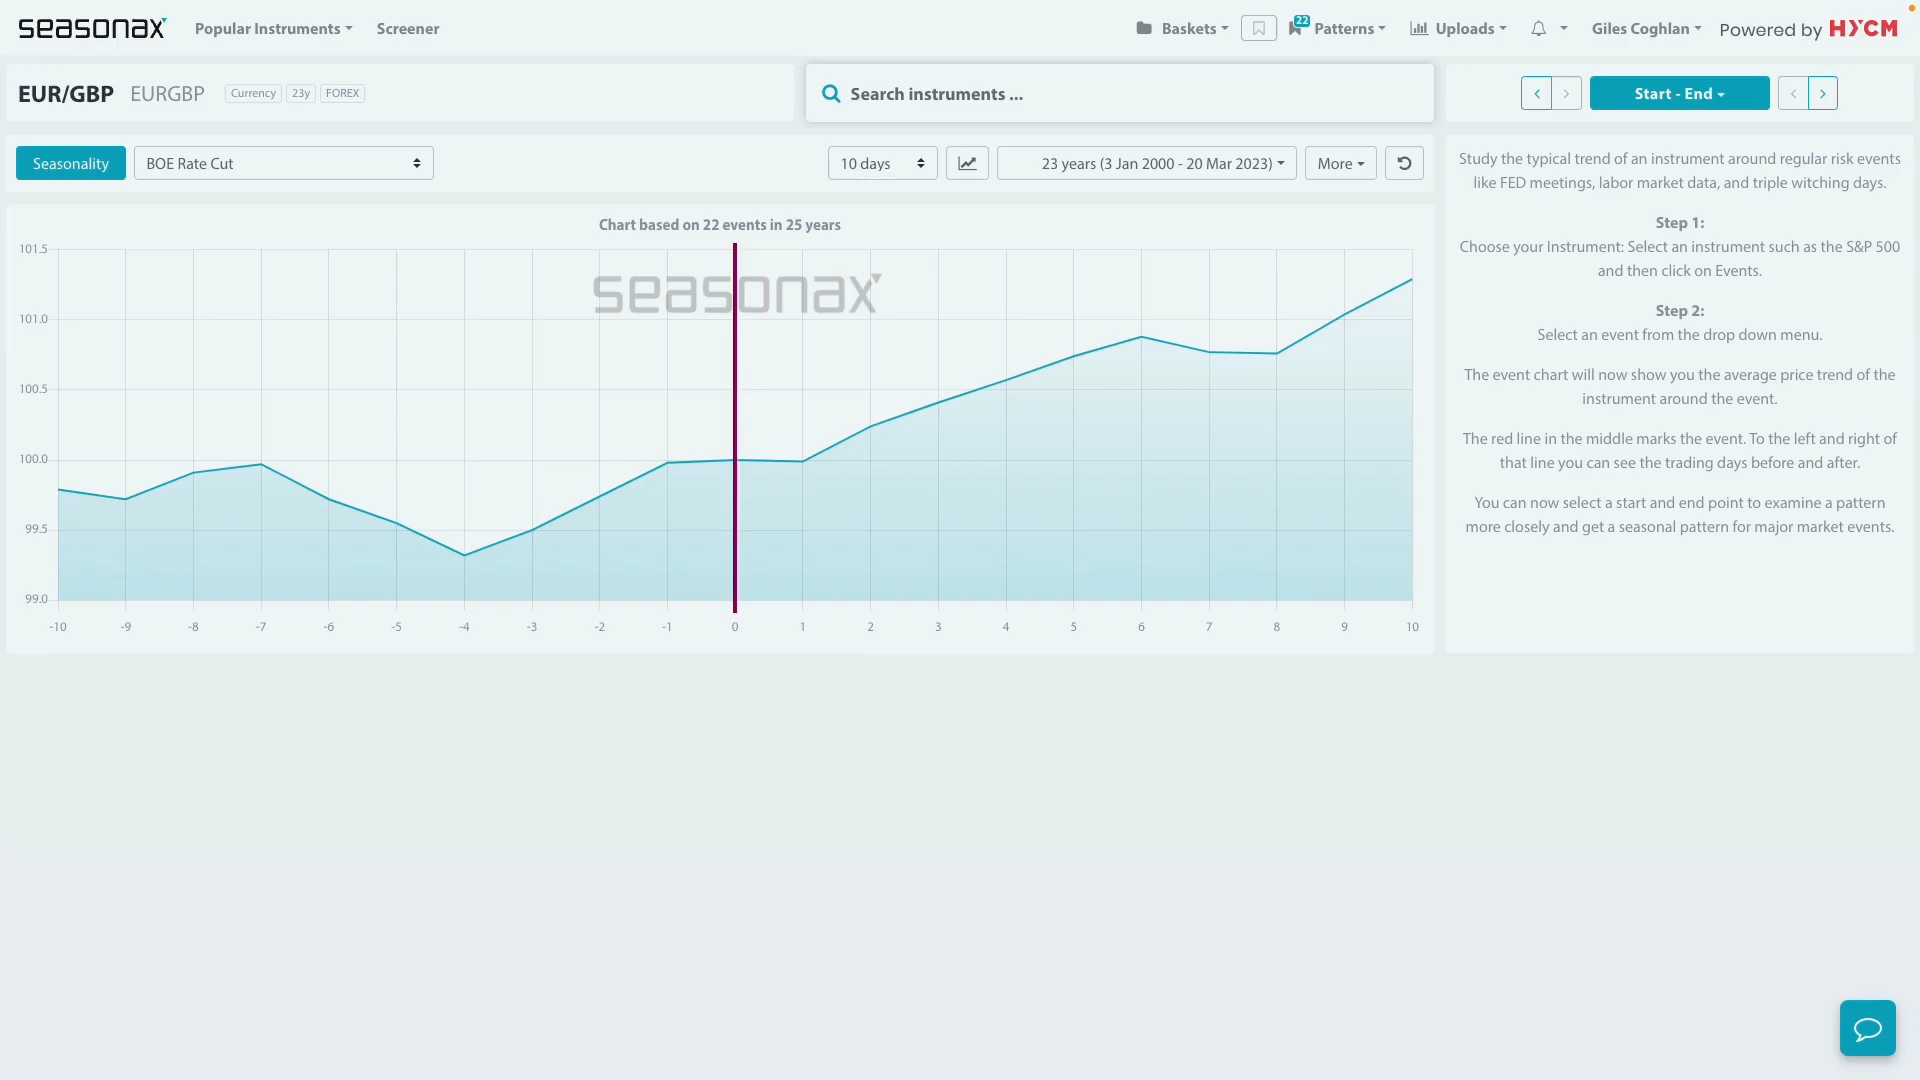 seasonax
Popular Instruments
Screener
Baskets
22
Patterns
Uploads
Giles Coghlan
Powered by HYCM
EUR/GBP EURGBP Currency 23y FOREX
Search instruments ...
Start - End
Seasonality
BOE Rate Cut
10 days
23 years (3 Jan 2000 - 20 Mar 2023)
More
Chart based on 22 events in 25 years
seasonax
101.5
101.0
100.5
100.0
99.5
99.0
-10 -9 -8 -7 -6 -5 -4 -3 -2 -1 0 1 2 3 4 5 6 7 8 9 10
Study the typical trend of an instrument around regular risk events
like FED meetings, labor market data, and triple witching days.
Step 1:
Choose your Instrument: Select an instrument such as the S&P 500
and then click on Events.
Step 2:
Select an event from the drop down menu.
The event chart will now show you the average price trend of the
instrument around the event.
The red line in the middle marks the event. To the left and right of
that line you can see the trading days before and after.
You can now select a start and end point to examine a pattern
more closely and get a seasonal pattern for major market events.